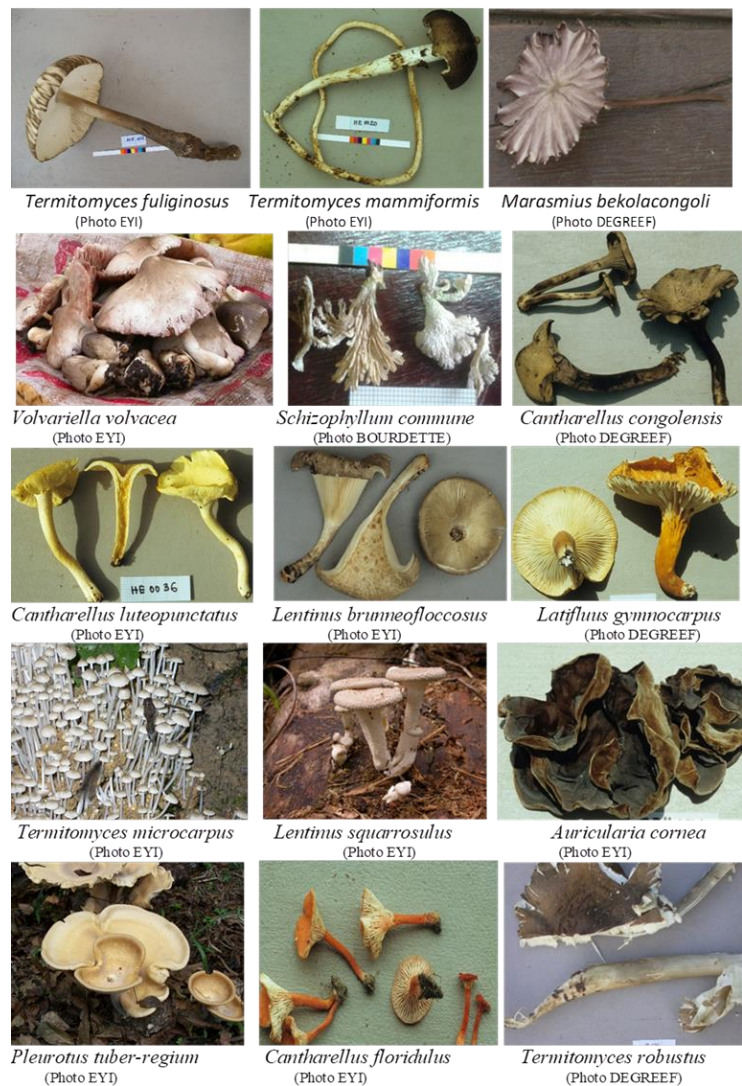 Termitomyces fuliginosus
(Photo EYI)
Termitomyces mammiformis
(Photo EYI)
Marasmius bekolacongoli
(Photo DEGREEF)
Volvariella volvacea
(Photo EYI)
Schizophyllum commune
(Photo BOURDETTE)
Cantharellus congolensis
(Photo DEGREEF)
HE 0036
Cantharellus luteopunctatus
(Photo EYI)
Lentinus brunneofloccosus
(Photo EYI)
Latifluus gymnocarpus
(Photo DEGREEF)
Termitomyces microcarpus
(Photo EYI)
Lentinus squarrosulus
(Photo EYI)
Auricularia cornea
(Photo EYI)
Pleurotus tuber-regium
(Photo EYI)
Cantharellus floridulus
(Photo EYI)
Termitomyces robustus
(Photo DEGREEF)